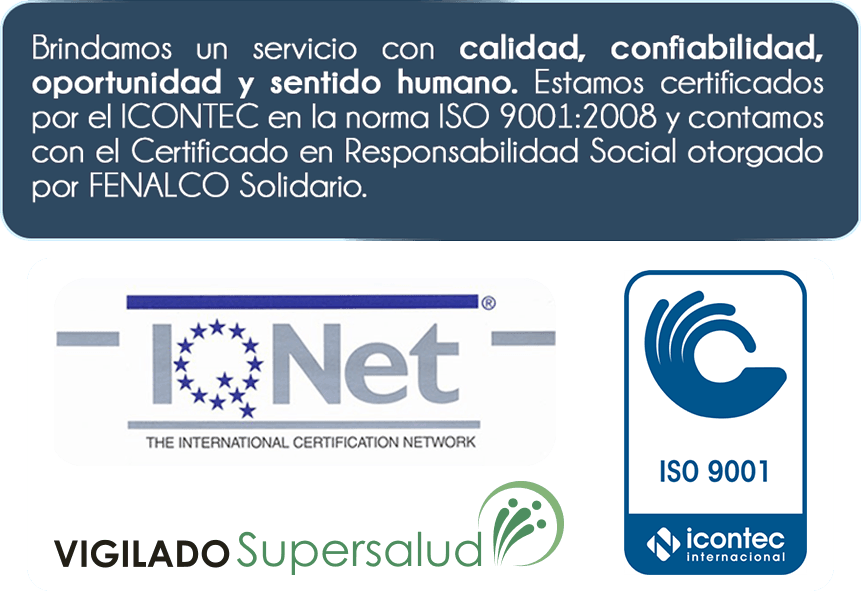 Brindamos un servicio con calidad, confiabilidad,
oportunidad y sentido humano. Estamos certificados
por el ICONTEC en la norma ISO 9001:2008 y contamos
con el Certificado en Responsabilidad Social otorgado
por FENALCO Solidario.
IQNet®
THE INTERNATIONAL CERTIFICATION NETWORK
ISO 9001
icontec
internacional
VIGILADO Supersalud